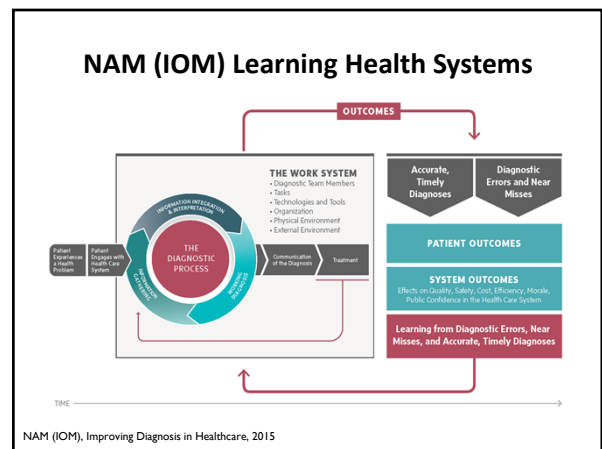 NAM (IOM) Learning Health Systems
OUTCOMES
THE WORK SYSTEM
• Diagnostic Team Members
• Tasks
• Technologies and Tools
• Organization
• Physical Environment
• External Environment
INFORMATION INTEGRATION
& INTERPRETATION
THE
DIAGNOSTIC
PROCESS
INFORMATION
GATHERING
WORKING
DIAGNOSIS
Patient
Experiences
a Health
Problem
Patient
Engages with
Health Care
System
Communication
of the Diagnosis
Treatment
Accurate,
Timely
Diagnoses
Diagnostic
Errors and Near
Misses
PATIENT OUTCOMES
SYSTEM OUTCOMES
Effects on Quality, Safety, Cost, Efficiency, Morale,
Public Confidence in the Health Care System
Learning from Diagnostic Errors, Near
Misses, and Accurate, Timely Diagnoses
TIME
NAM (IOM), Improving Diagnosis in Healthcare, 2015